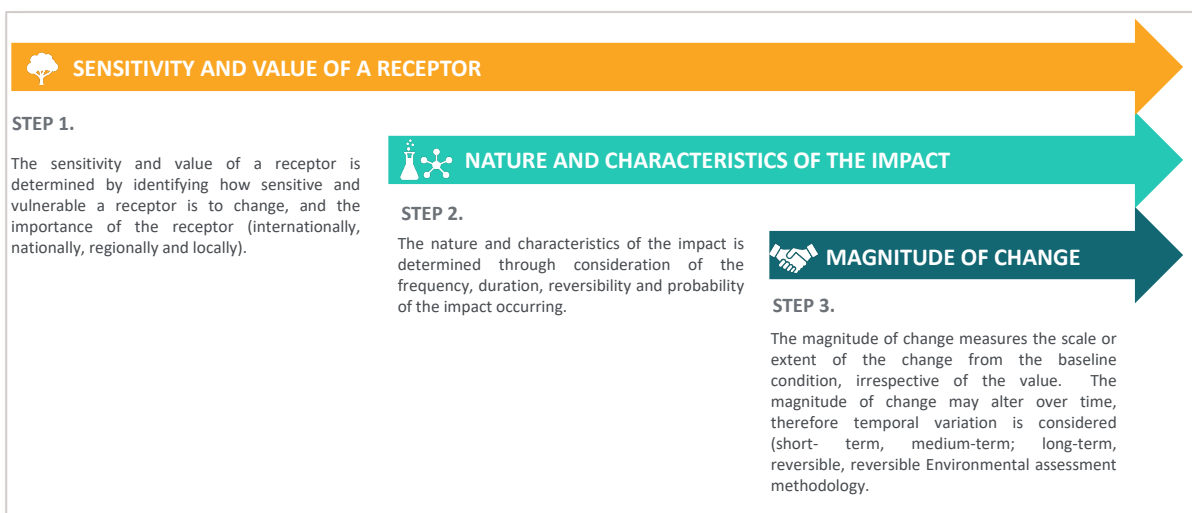 SENSITIVITY AND VALUE OF A RECEPTOR
STEP 1.
The sensitivity and value of a receptor is
determined by identifying how sensitive and
vulnerable a receptor is to change, and the
importance of the receptor (internationally,
nationally, regionally and locally).
NATURE AND CHARACTERISTICS OF THE IMPACT
STEP 2.
The nature and characteristics of the impact is
determined through consideration of the
frequency, duration, reversibility and probability
of the impact occurring.
MAGNITUDE OF CHANGE
STEP 3.
The magnitude of change measures the scale or
extent of the change from the baseline
condition, irrespective of the value. The
magnitude of change may alter over time,
therefore temporal variation is considered
(short- term, medium-term; long-term,
reversible, reversible Environmental assessment
methodology.